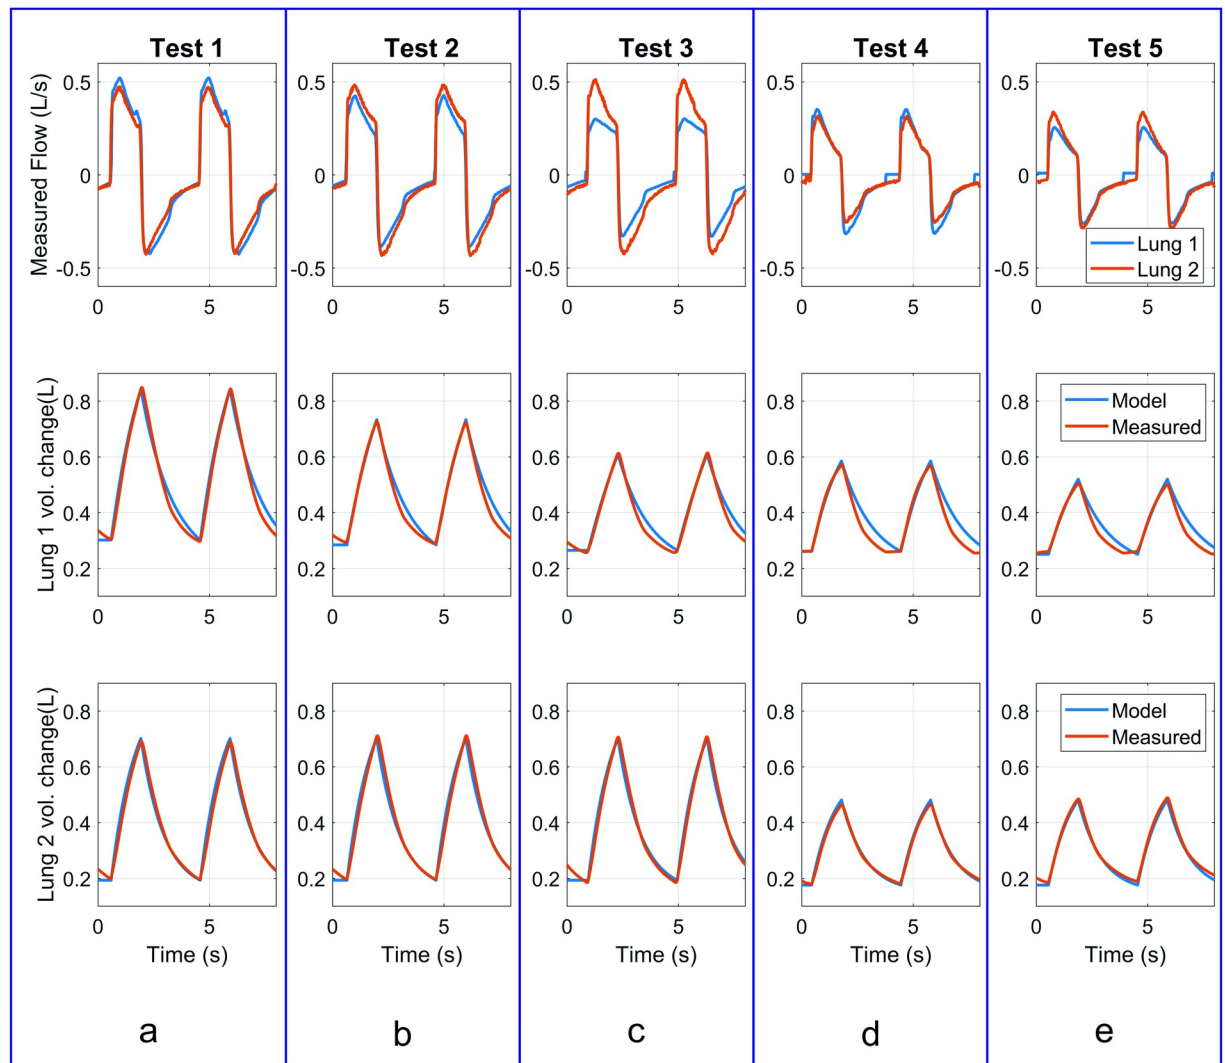 Test 1 Test 2 Test 3 Test 4 Test 5
Measured Flow (L/s)
0.5 0.5 0.5 0.5 0.5
0 0 0 0 0
-0.5 -0.5 -0.5 -0.5 -0.5
Lung 1
Lung 2
0 5 0 5 0 5 0 5 0 5
Lung 1 vol. change(L)
0.8 0.8 0.8 0.8 0.8
0.6 0.6 0.6 0.6 0.6
0.4 0.4 0.4 0.4 0.4
0.2 0.2 0.2 0.2 0.2
Model
Measured
0 5 0 5 0 5 0 5 0 5
Lung 2 vol. change(L)
0.8 0.8 0.8 0.8 0.8
0.6 0.6 0.6 0.6 0.6
0.4 0.4 0.4 0.4 0.4
0.2 0.2 0.2 0.2 0.2
Model
Measured
0 5 0 5 0 5 0 5 0 5
Time (s) Time (s) Time (s) Time (s) Time (s)
a b c d e